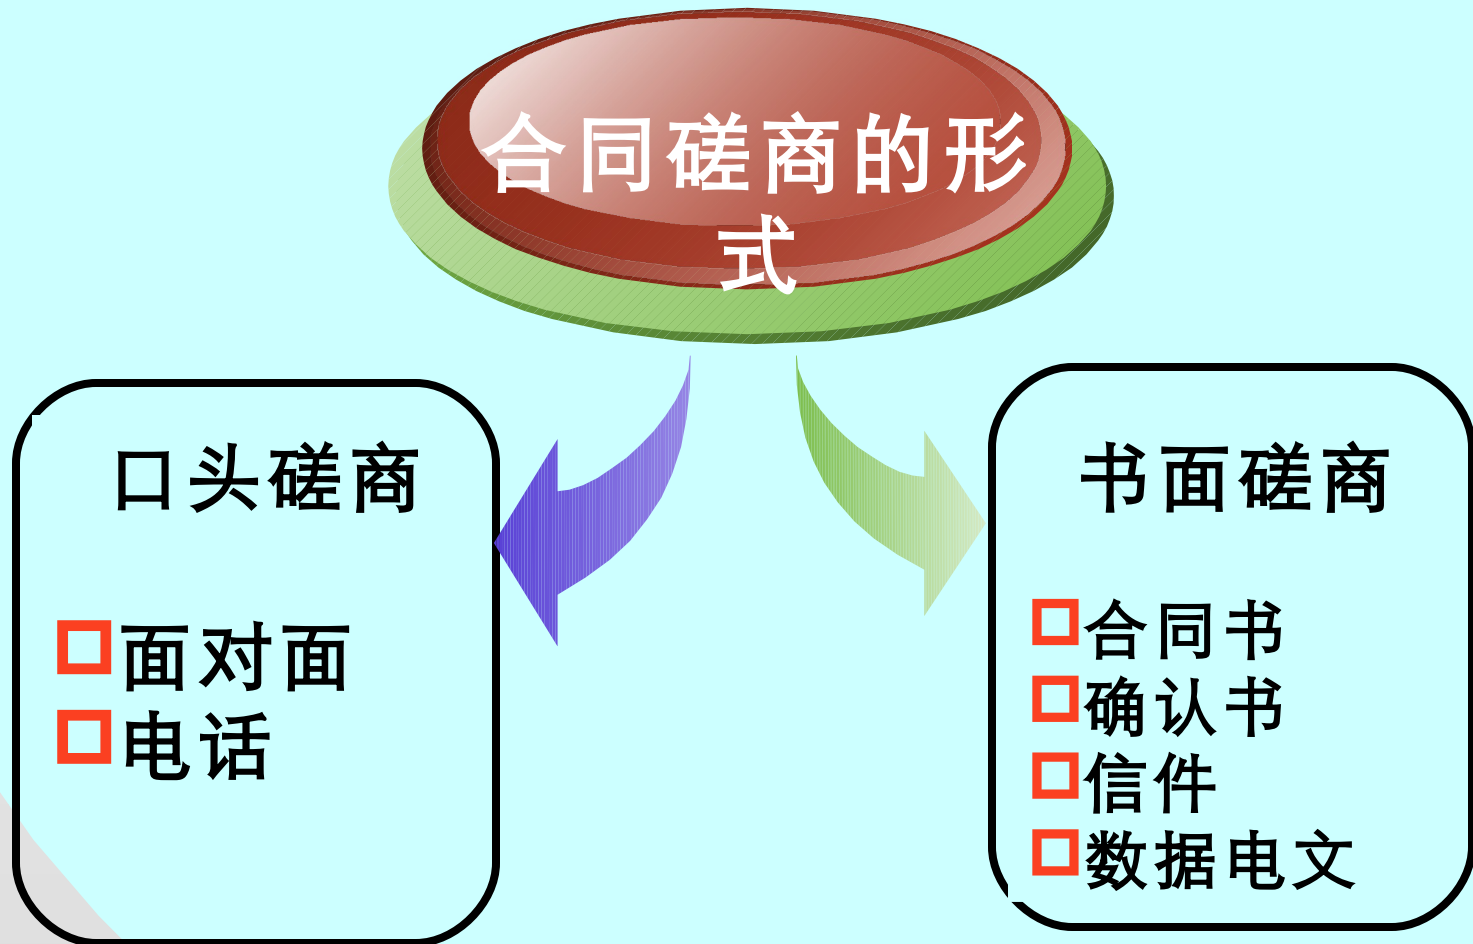 合同磋商的形
式
口头磋商
面对面
电话
书面磋商
合同书
确认书
信件
数据电文